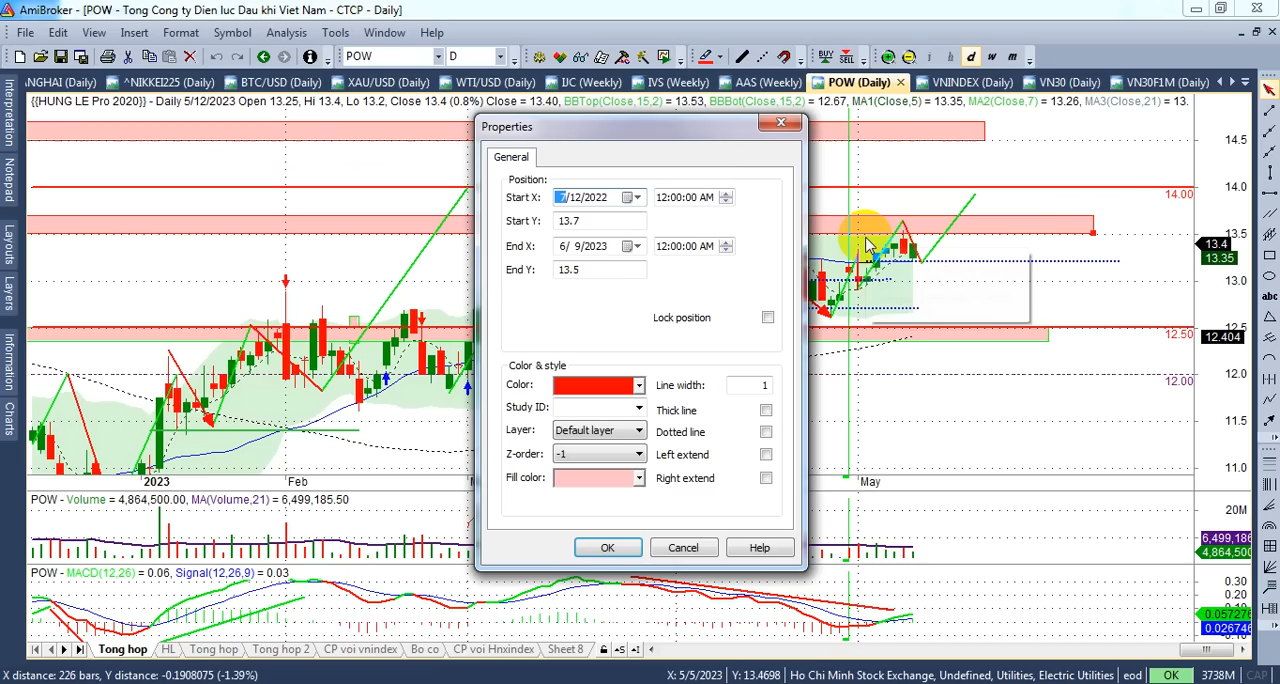 AmiBroker - [POW - Tong Cong ty Dien luc Dau khi Viet Nam - CTCP - Daily]
File Edit View Insert Format Symbol Analysis Tools Window Help
POW D BUY SELL i h d w m
NGHAI (Daily) ^NIKKEI225 (Daily) BTC/USD (Daily) XAU/USD (Daily) WTI/USD (Daily) IJC (Weekly) IVS (Weekly) AAS (Weekly) POW (Daily) VNINDEX (Daily) VN30 (Daily) VN30F1M (Daily)
{{HUNG LE Pro 2020}} - Daily 5/12/2023 Open 13.25, Hi 13.4, Lo 13.2, Close 13.4 (0.8%) Close = 13.40, BBTop(Close,15,2) = 13.53, BBBot(Close,15,2) = 12.67, MA1(Close,5) = 13.35, MA2(Close,7) = 13.26, MA3(Close,21) = 13.
Interpretation
Notepad
Layouts
Layers
Information
Charts
Properties
General
Position:
Start X: 7/12/2022 12:00:00 AM
Start Y: 13.7
End X: 6/ 9/2023 12:00:00 AM
End Y: 13.5
Lock position
Color & style
Color: Line width: 1
Study ID: Thick line
Layer: Default layer Dotted line
Z-order: -1 Left extend
Fill color: Right extend
OK Cancel Help
14.5
14.0
14.00
13.5
13.4
13.35
13.0
12.5
12.50
12.404
12.0
12.00
11.5
11.0
2023 Feb May
abc
POW - Volume = 4,864,500.00, MA(Volume,21) = 6,499,185.50
20M
6,499,186
4,864,500
POW - MACD(12,26) = 0.06, Signal(12,26,9) = 0.03
0.30
0.20
0.057276
0.026746
Tong hop HL Tong hop Tong hop 2 CP voi vnindex Bo co CP voi Hnxindex Sheet 8
X distance: 226 bars, Y distance: -0.1908075 (-1.39%) X: 5/5/2023 Y: 13.4698 Ho Chi Minh Stock Exchange, Undefined, Utilities, Electric Utilities eod OK 3738M CAP